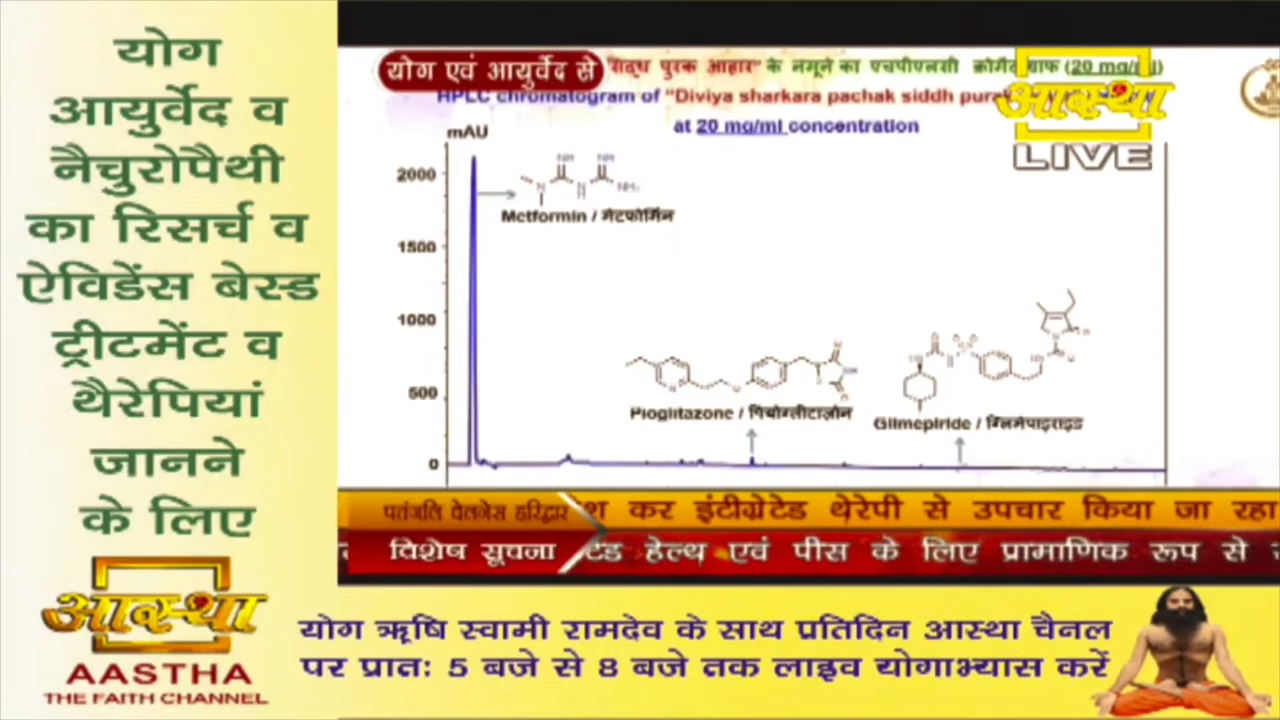 योग
आयुर्वेद व
नैचुरोपैथी
का रिसर्च व
ऐविडेंस बेस्ड
ट्रीटमेंट व
थैरेपियां
जानने
के लिए
आस्था
AASTHA
THE FAITH CHANNEL
योग एवं आयुर्वेद से
सिद्ध पुरक आहार" के नमूने का एचपीएलसी
HPLC chromatogram of "Diviya sharkara pachak siddh
at 20 mg/ml concentration
आस्था
LIVE
mAU
2000
1500
1000
500
0
Metformin / मेटफोर्मिन
Pioglitazone / पियोग्लीटाज़ोन
Glimepiride / ग्लिमेपाइराइड
पतंजलि वेलनेस हरिद्वार
कर इंटीग्रेटेड थेरेपी से उपचार किया जा रहा
विशेष सूचना
टेड हेल्थ एवं पीस के लिए प्रामाणिक रूप से
योग ऋषि स्वामी रामदेव के साथ प्रतिदिन आस्था चैनल
पर प्रातः 5 बजे से 8 बजे तक लाइव योगाभ्यास करें